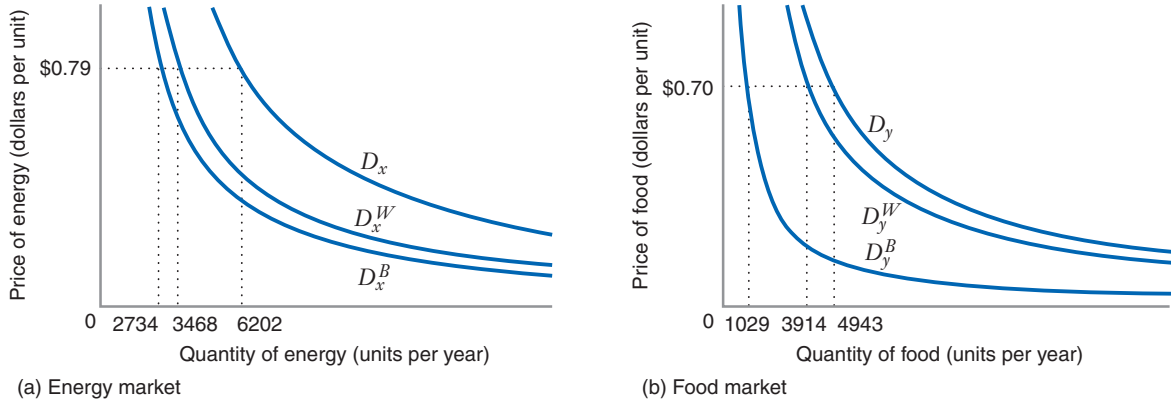 Price of energy (dollars per unit)
$0.79
D_x
D_x^W
D_x^B
0 2734 3468 6202
Quantity of energy (units per year)
(a) Energy market
Price of food (dollars per unit)
$0.70
D_y
D_y^W
D_y^B
0 1029 3914 4943
Quantity of food (units per year)
(b) Food market